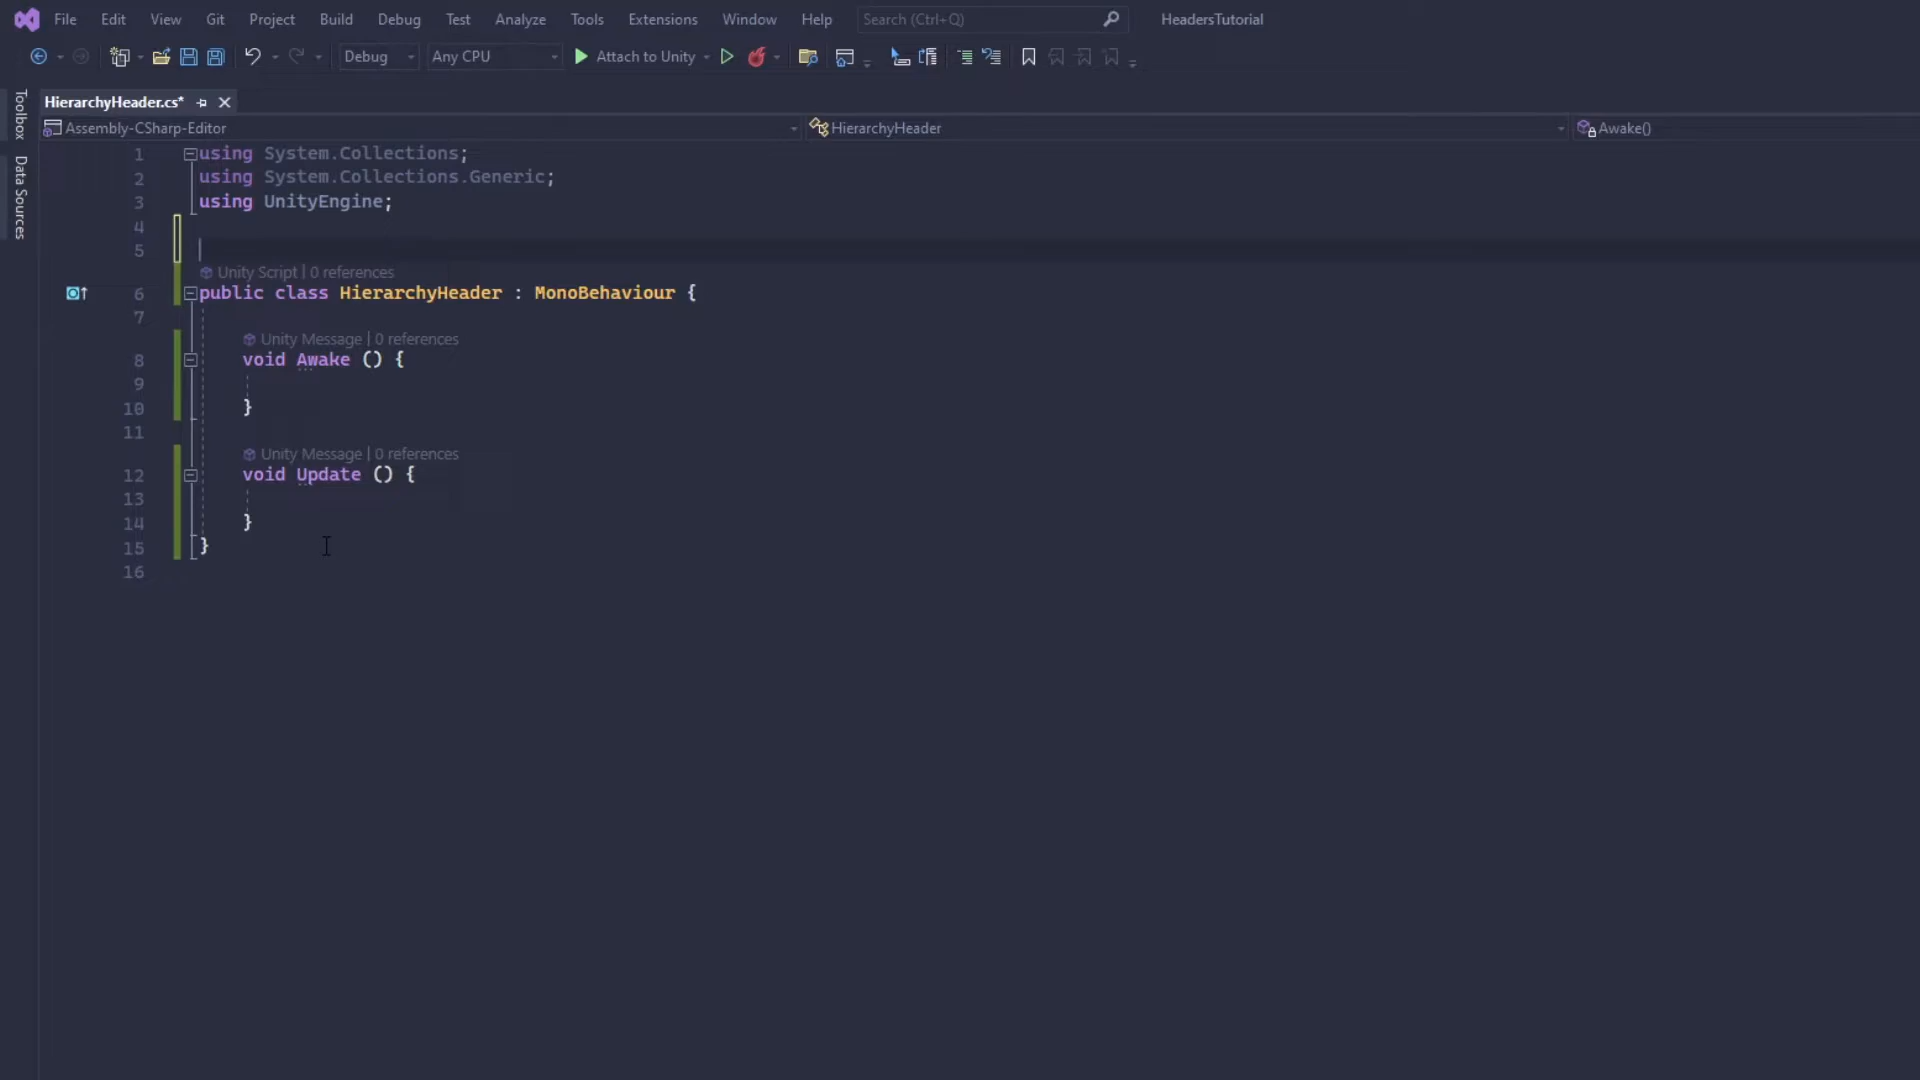 File Edit View Git Project Build Debug Test Analyze Tools Extensions Window Help Search (Ctrl+Q) HeadersTutorial
Debug Any CPU Attach to Unity
Toolbox
Data Sources
HierarchyHeader.cs*
Assembly-CSharp-Editor HierarchyHeader Awake()
1 using System.Collections;
2 using System.Collections.Generic;
3 using UnityEngine;
4
5
Unity Script | 0 references
6 public class HierarchyHeader : MonoBehaviour {
7
Unity Message | 0 references
8 void Awake () {
9
10 }
11
Unity Message | 0 references
12 void Update () {
13
14 }
15 }
16